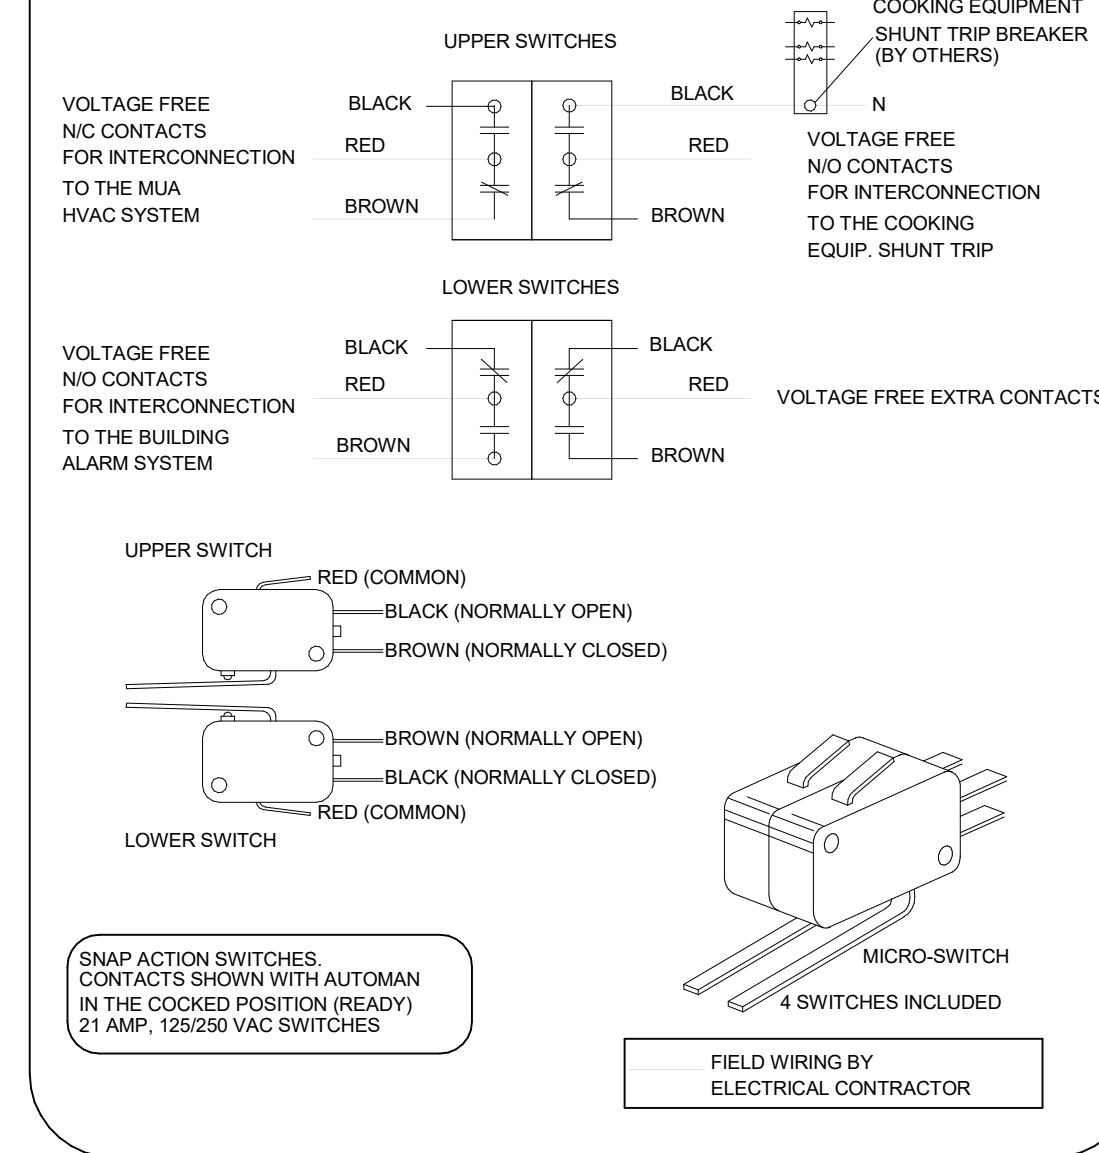 COOKING EQUIPMENT
SHUNT TRIP BREAKER
(BY OTHERS)
UPPER SWITCHES
VOLTAGE FREE
N/C CONTACTS
FOR INTERCONNECTION
TO THE MUA
HVAC SYSTEM
BLACK
RED
BROWN
BLACK
RED
BROWN
N
VOLTAGE FREE
N/O CONTACTS
FOR INTERCONNECTION
TO THE COOKING
EQUIP. SHUNT TRIP
LOWER SWITCHES
VOLTAGE FREE
N/O CONTACTS
FOR INTERCONNECTION
TO THE BUILDING
ALARM SYSTEM
BLACK
RED
BROWN
BLACK
RED
BROWN
VOLTAGE FREE EXTRA CONTACTS
UPPER SWITCH
RED (COMMON)
BLACK (NORMALLY OPEN)
BROWN (NORMALLY CLOSED)
BROWN (NORMALLY OPEN)
BLACK (NORMALLY CLOSED)
RED (COMMON)
LOWER SWITCH
SNAP ACTION SWITCHES.
CONTACTS SHOWN WITH AUTOMAN
IN THE COCKED POSITION (READY)
21 AMP, 125/250 VAC SWITCHES
MICRO-SWITCH
4 SWITCHES INCLUDED
FIELD WIRING BY
ELECTRICAL CONTRACTOR